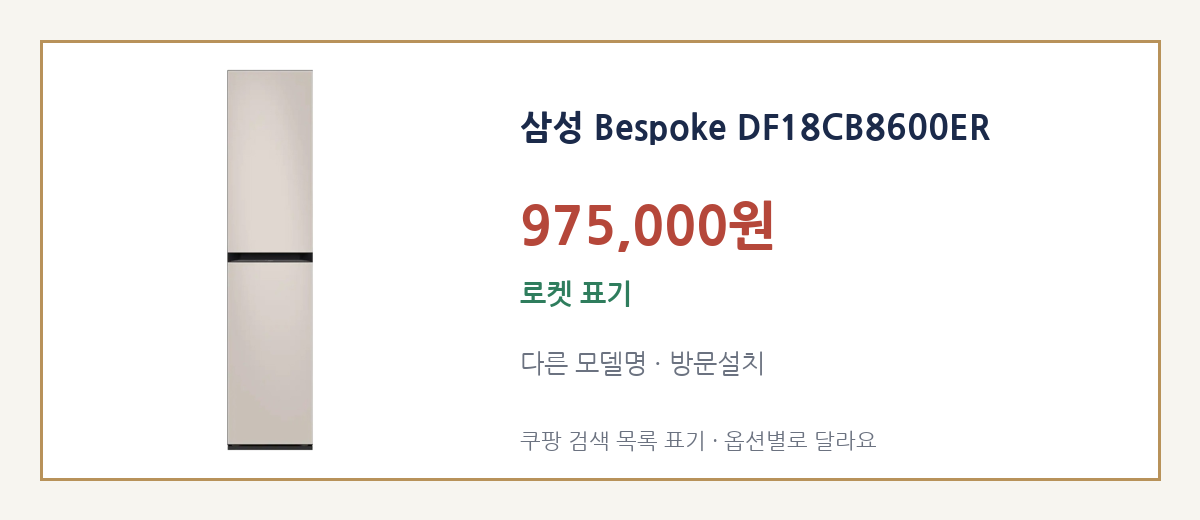 삼성 Bespoke DF18CB8600ER
975,000원
로켓 표기
다른 모델명 · 방문설치
쿠팡 검색 목록 표기 · 옵션별로 달라요